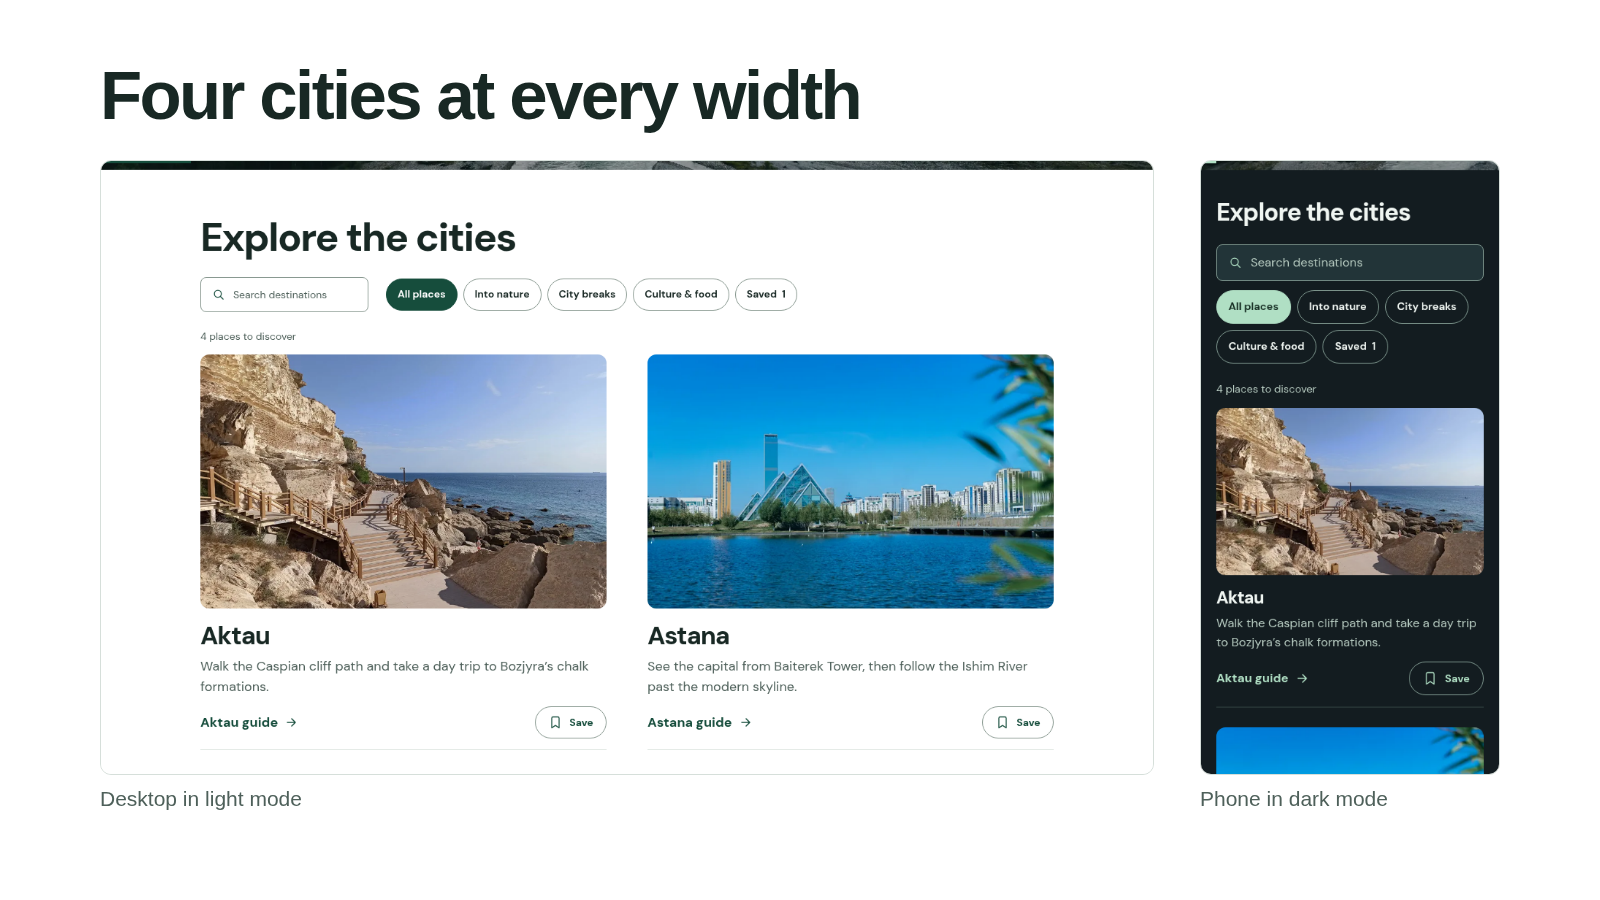 Four cities at every width
Explore the cities
Search destinations
All places
Into nature
City breaks
Culture & food
Saved 1
4 places to discover
Aktau
Walk the Caspian cliff path and take a day trip to Bozjyra’s chalk
formations.
Aktau guide →
Save
Astana
See the capital from Baiterek Tower, then follow the Ishim River
past the modern skyline.
Astana guide →
Save
Desktop in light mode
Explore the cities
Search destinations
All places
Into nature
City breaks
Culture & food
Saved 1
4 places to discover
Aktau
Walk the Caspian cliff path and take a day trip
to Bozjyra’s chalk formations.
Aktau guide →
Save
Phone in dark mode